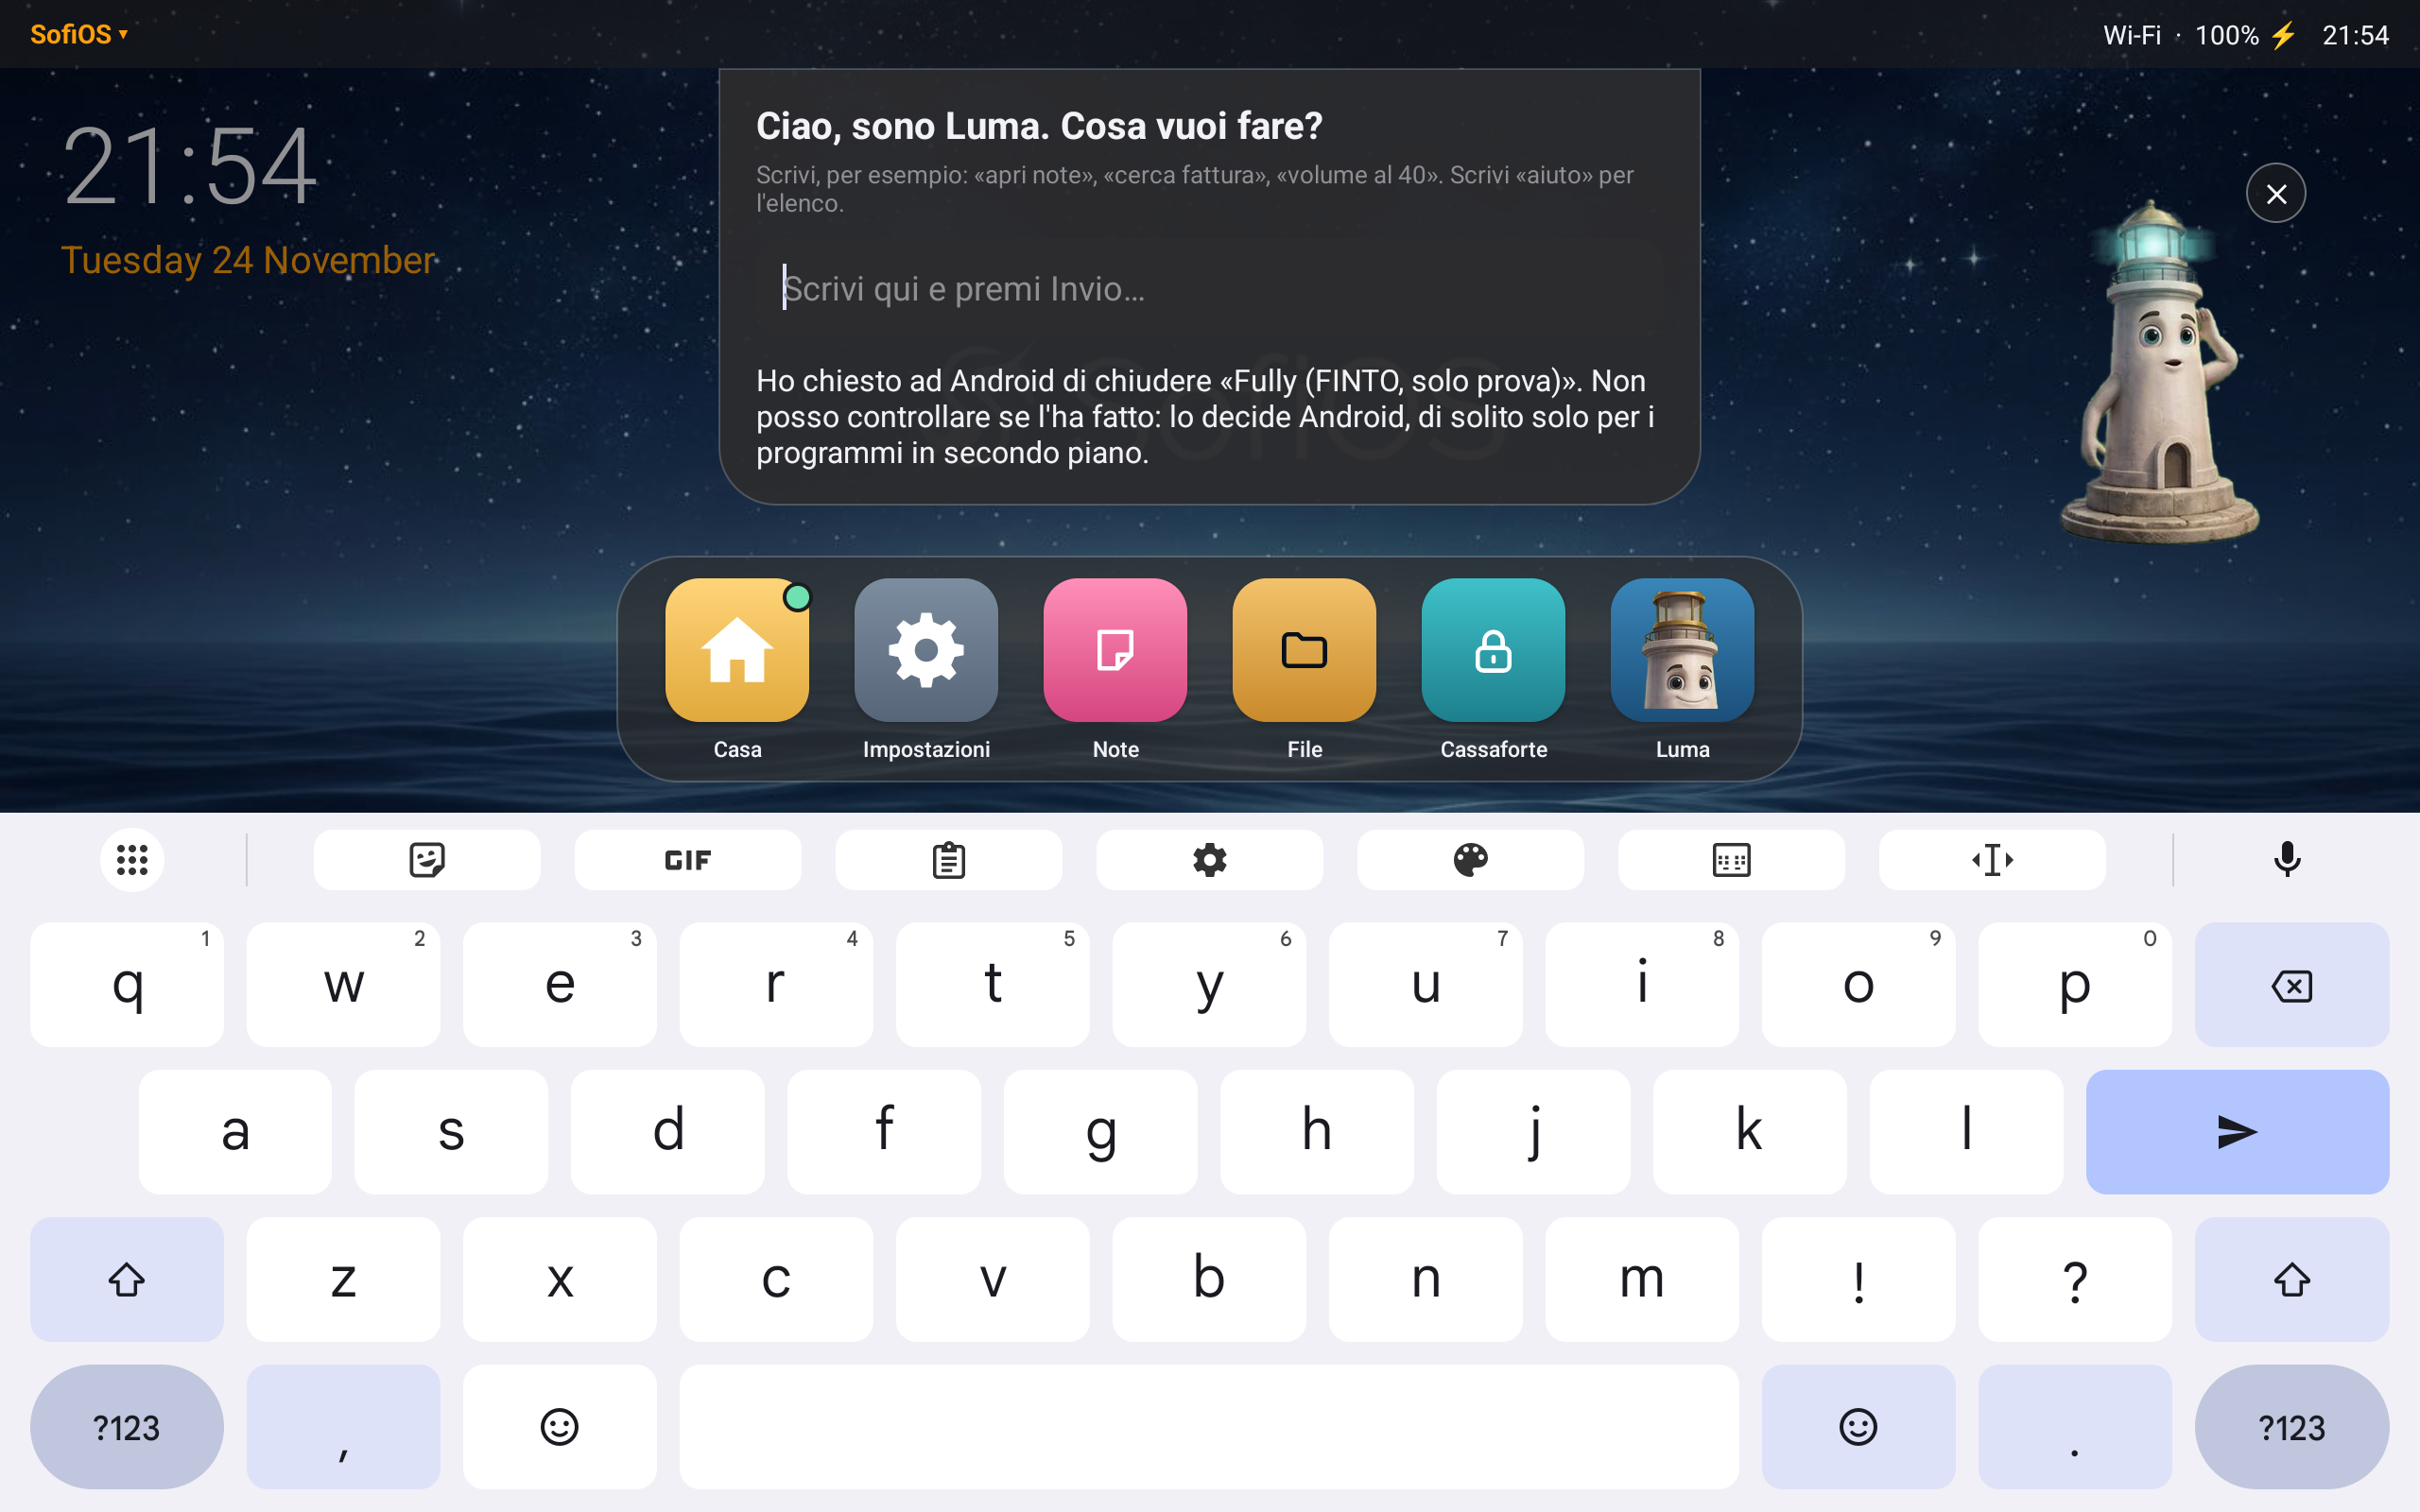 SofiOS ▾
Wi-Fi · 100% ⚡ 21:54
21:54
Tuesday 24 November
Ciao, sono Luma. Cosa vuoi fare?
Scrivi, per esempio: «apri note», «cerca fattura», «volume al 40». Scrivi «aiuto» per
l'elenco.
Scrivi qui e premi Invio…
SofiOS
Ho chiesto ad Android di chiudere «Fully (FINTO, solo prova)». Non
posso controllare se l'ha fatto: lo decide Android, di solito solo per i
programmi in secondo piano.
Casa Impostazioni Note File Cassaforte Luma
GIF
1 2 3 4 5 6 7 8 9 0
q w e r t y u i o p
a s d f g h j k l
z x c v b n m ! ?
?123 , . ?123